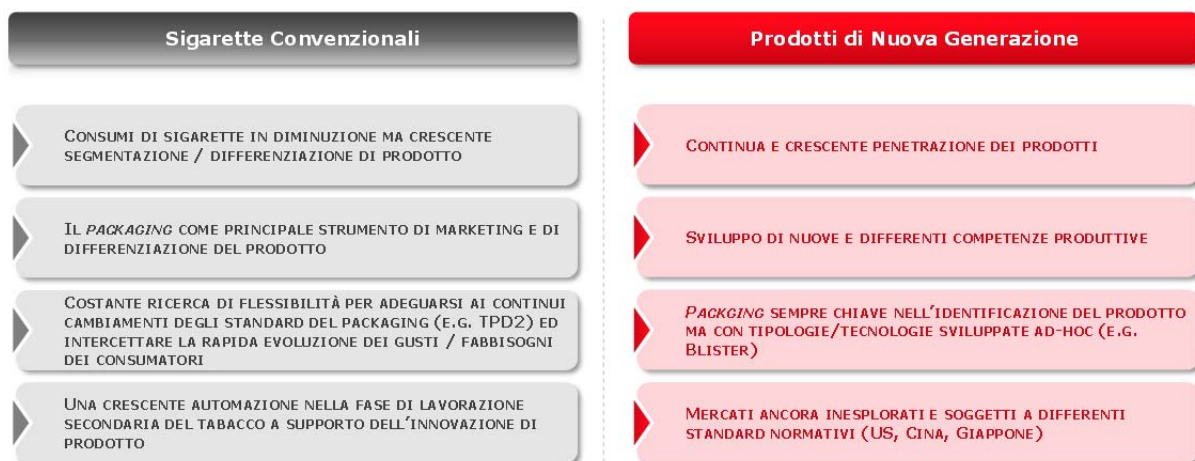 Sigarette Convenzionali
CONSUMI DI SIGARETTE IN DIMINUZIONE MA CRESCENTE
SEGMENTAZIONE / DIFFERENZIAZIONE DI PRODOTTO
IL PACKAGING COME PRINCIPALE STRUMENTO DI MARKETING E DI
DIFFERENZIAZIONE DEL PRODOTTO
COSTANTE RICERCA DI FLESSIBILITÀ PER ADEGUARSI AI CONTINUI
CAMBIAMENTI DEGLI STANDARD DEL PACKAGING (E.G. TPD2) ED
INTERCETTARE LA RAPIDA EVOLUZIONE DEI GUSTI / FABBISOGNI
DEI CONSUMATORI
UNA CRESCENTE AUTOMAZIONE NELLA FASE DI LAVORAZIONE
SECONDARIA DEL TABACCO A SUPPORTO DELL'INNOVAZIONE DI
PRODOTTO
Prodotti di Nuova Generazione
CONTINUA E CRESCENTE PENETRAZIONE DEI PRODOTTI
SVILUPPO DI NUOVE E DIFFERENTI COMPETENZE PRODUTTIVE
PACKGING SEMPRE CHIAVE NELL'IDENTIFICAZIONE DEL PRODOTTO
MA CON TIPOLOGIE/TECNOLOGIE SVILUPPATE AD-HOC (E.G.
BLISTER)
MERCATI ANCORA INESPLORATI E SOGGETTI A DIFFERENTI
STANDARD NORMATIVI (US, CINA, GIAPPONE)